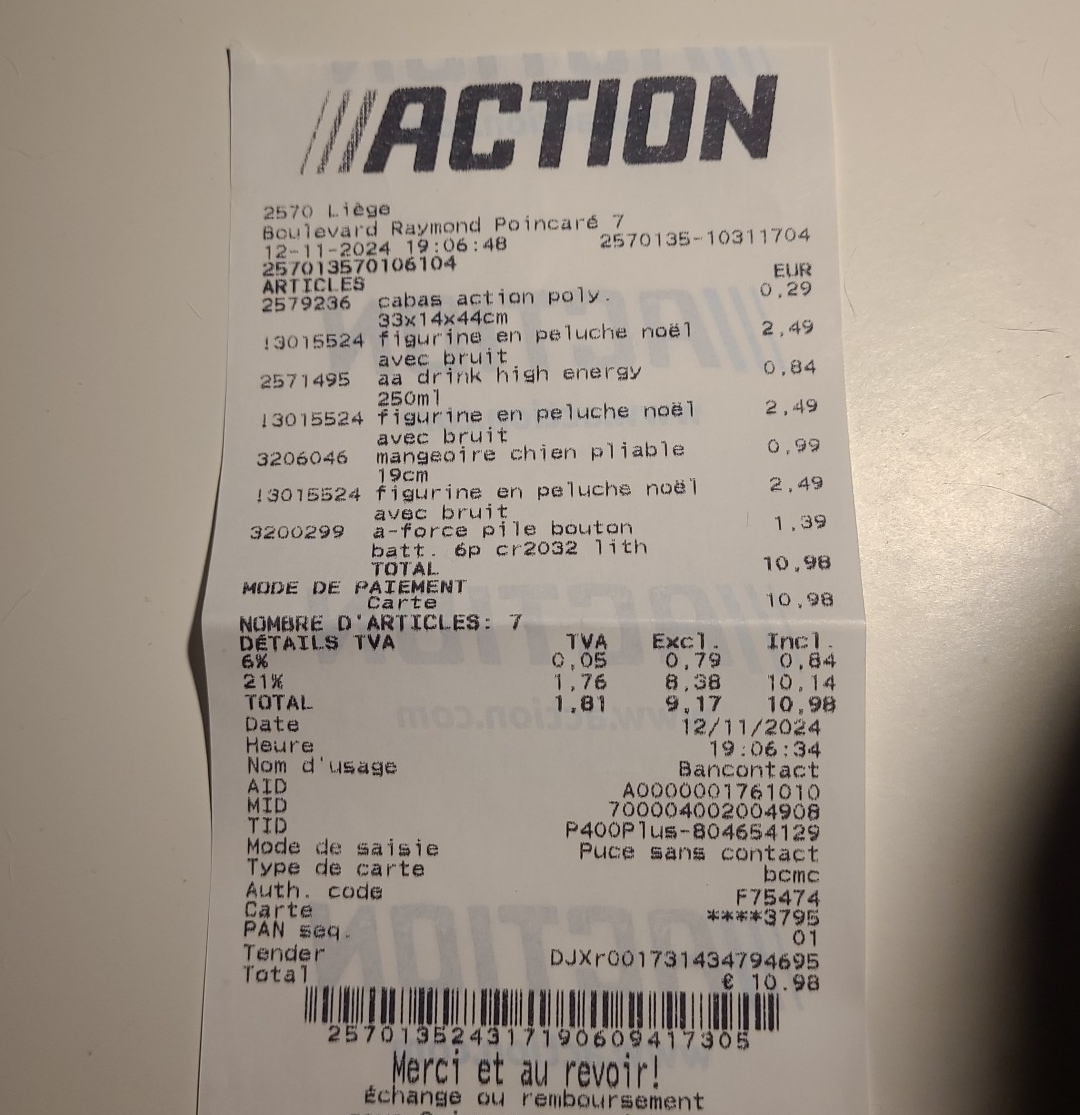 ACTION
2570 Liège
Boulevard Raymond Poincaré 7
12-11-2024 19:06:48 2570135-10311704
257013570106104
ARTICLES EUR
2579236 cabas action poly. 0,29
33x14x44cm
!3015524 figurine en peluche noël 2,49
avec bruit
2571495 aa drink high energy 0,84
250ml
!3015524 figurine en peluche noël 2,49
avec bruit
3206046 mangeoire chien pliable 0,99
19cm
!3015524 figurine en peluche noël 2,49
avec bruit
3200299 a-force pile bouton 1,39
batt. 6p cr2032 lith
TOTAL 10,98
MODE DE PAIEMENT
Carte 10,98
NOMBRE D'ARTICLES: 7
DÉTAILS TVA TVA Excl. Incl.
6% 0,05 0,79 0,84
21% 1,76 8,38 10,14
TOTAL 1,81 9,17 10,98
Date 12/11/2024
Heure 19:06:34
Nom d'usage Bancontact
AID A0000001761010
MID 700004002004908
TID P400Plus-804654129
Mode de saisie Puce sans contact
Type de carte bcmc
Auth. code F75474
Carte ****3795
PAN seq. 01
Tender DJXr001731434794695
Total € 10.98
257013524317190609417305
Merci et au revoir!
Échange ou remboursement